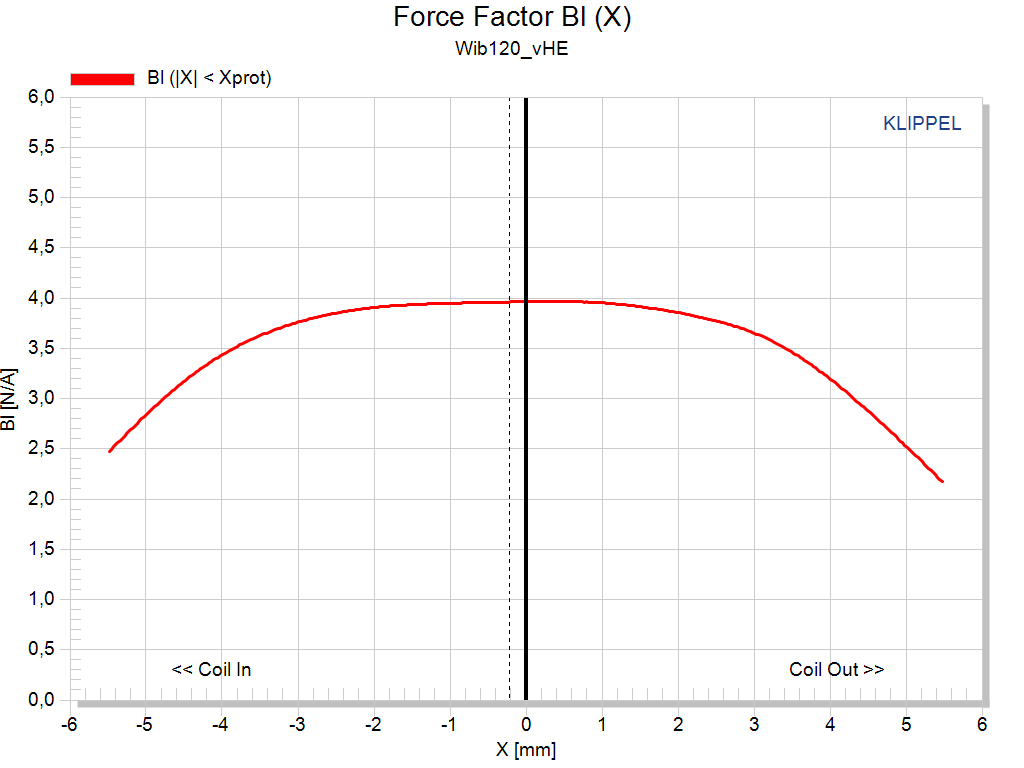 Force Factor Bl (X)
Wib120_vHE
Bl (|X| < Xprot)
KLIPPEL
6,0
5,5
5,0
4,5
4,0
3,5
3,0
2,5
2,0
1,5
1,0
0,5
0,0
Bl [N/A]
<< Coil In
Coil Out >>
-6 -5 -4 -3 -2 -1 0 1 2 3 4 5 6
X [mm]